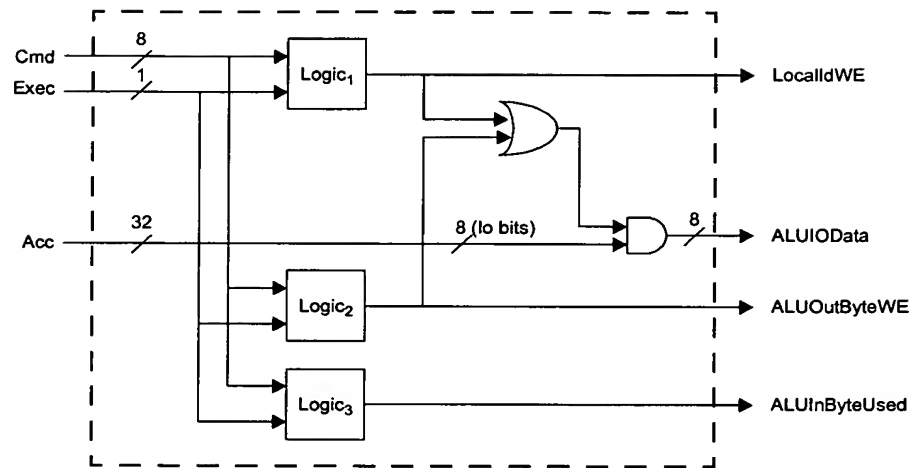 Cmd
8
Exec
1
Logic₁
LocalIdWE
Acc
32
8 (lo bits)
8
ALUIOData
Logic₂
ALUOutByteWE
Logic₃
ALUInByteUsed